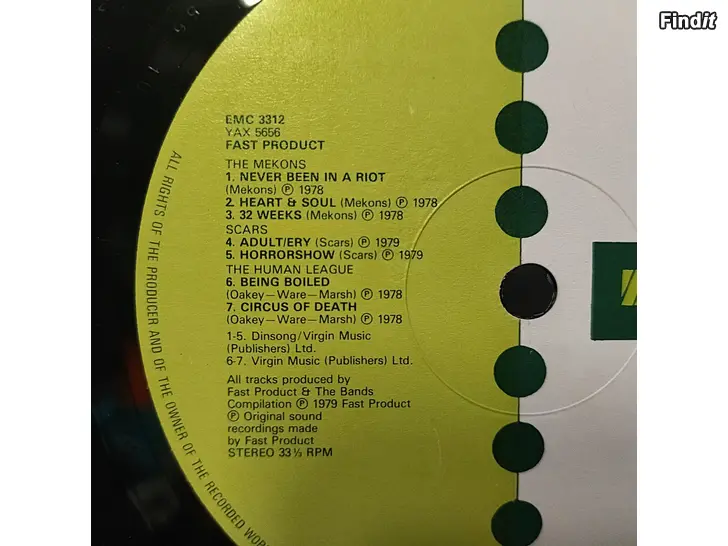 Findit
EMC 3312
YAX 5656
FAST PRODUCT
THE MEKONS
1. NEVER BEEN IN A RIOT
(Mekons) ℗ 1978
2. HEART & SOUL (Mekons) ℗ 1978
3. 32 WEEKS (Mekons) ℗ 1978
SCARS
4. ADULT/ERY (Scars) ℗ 1979
5. HORRORSHOW (Scars) ℗ 1979
THE HUMAN LEAGUE
6. BEING BOILED
(Oakey—Ware—Marsh) ℗ 1978
7. CIRCUS OF DEATH
(Oakey—Ware—Marsh) ℗ 1978
1-5. Dinsong/Virgin Music
(Publishers) Ltd.
6-7. Virgin Music (Publishers) Ltd.
All tracks produced by
Fast Product & The Bands
Compilation ℗ 1979 Fast Product
℗ Original sound
recordings made
by Fast Product
STEREO 33⅓ RPM
ALL RIGHTS OF THE PRODUCER AND OF THE OWNER OF THE RECORDED